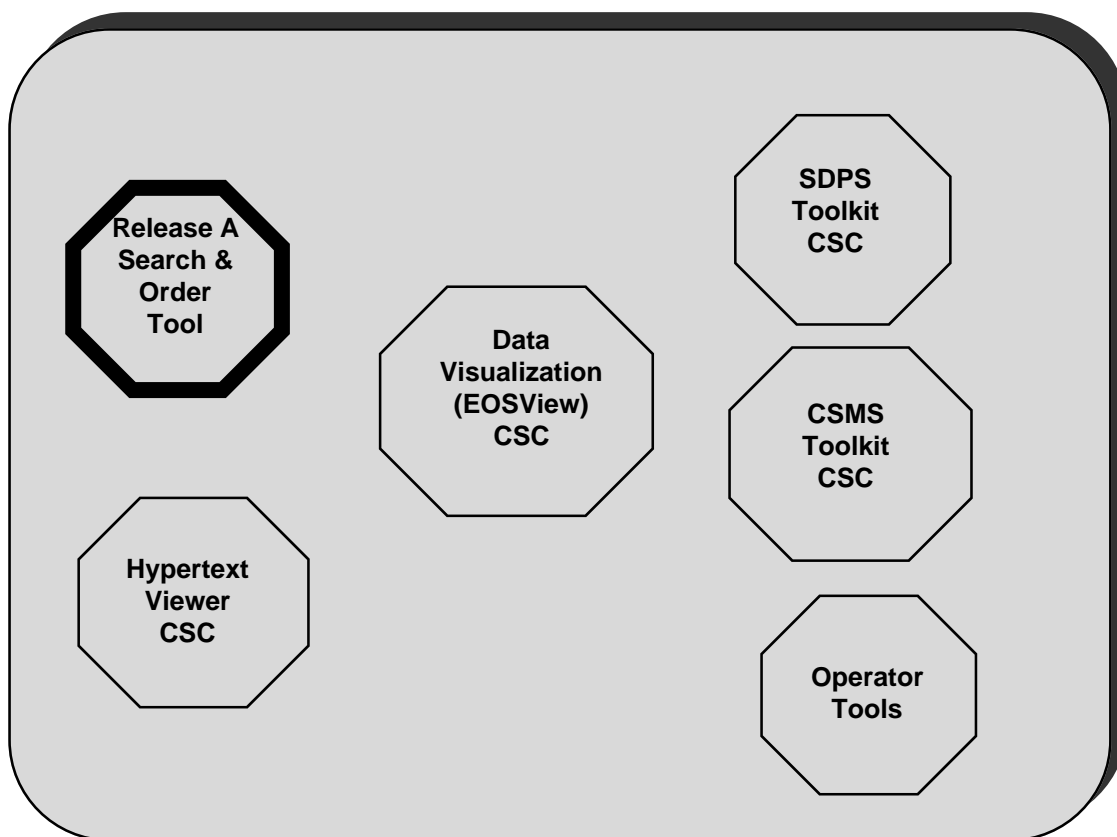 Release A
Search &
Order
Tool
Hypertext
Viewer
CSC
Data
Visualization
(EOSView)
CSC
SDPS
Toolkit
CSC
CSMS
Toolkit
CSC
Operator
Tools